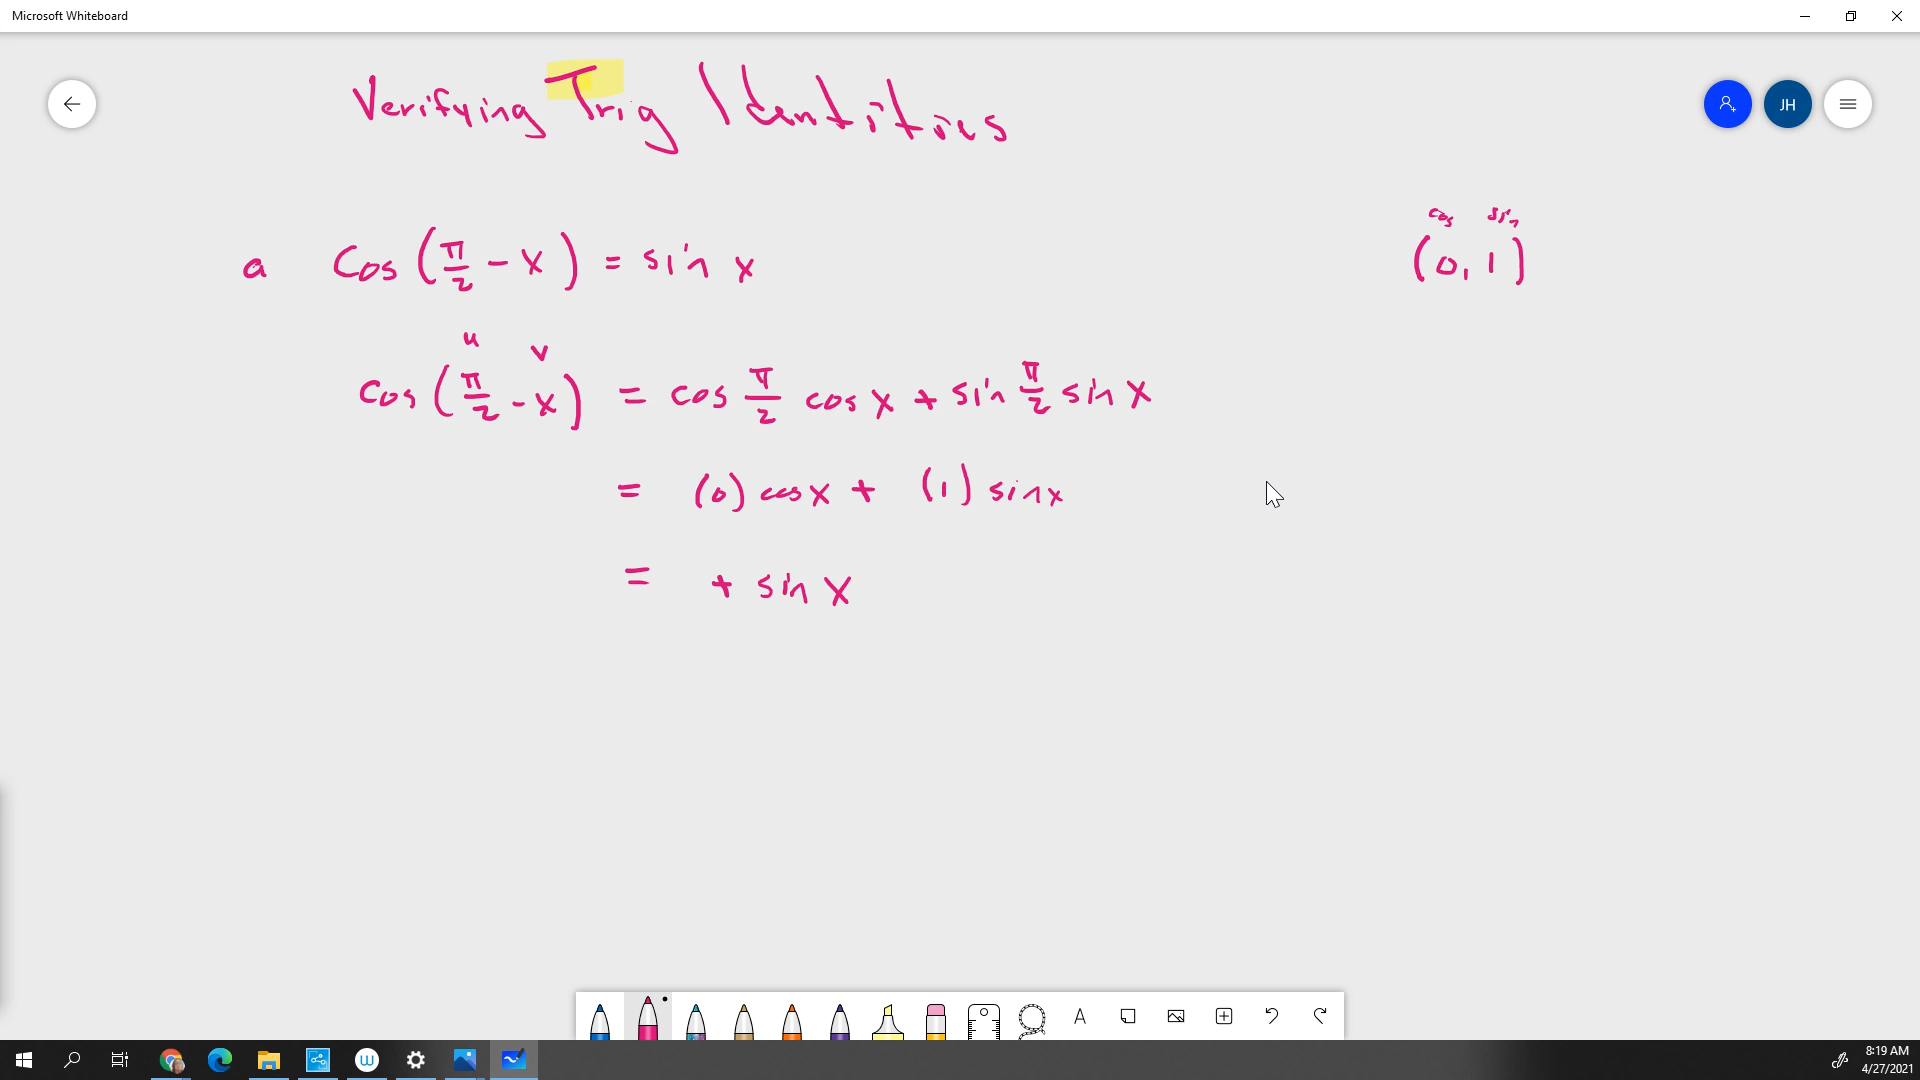 Microsoft Whiteboard
Verifying Trig Identities
JH
cos sin
(0, 1)
a cos(π/2 - x) = sin x
u v
cos(π/2 - x) = cos π/2 cos x + sin π/2 sin x
= (0) cos x + (1) sin x
= + sin x
A
W
8:19 AM
4/27/2021